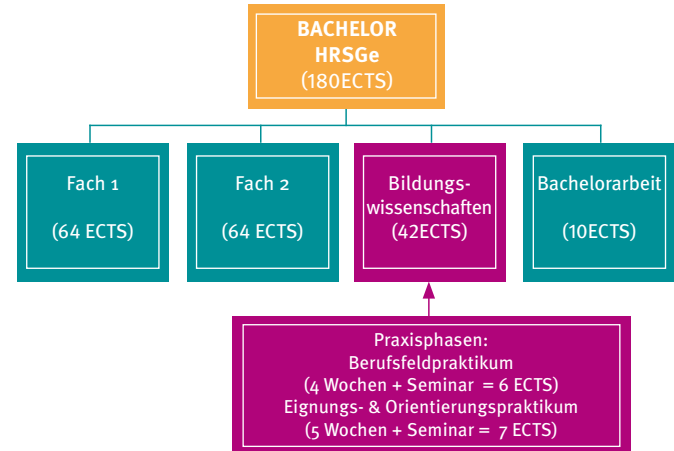 BACHELOR
HRSGe
(180ECTS)
Fach 1
(64 ECTS)
Fach 2
(64 ECTS)
Bildungs-
wissenschaften
(42ECTS)
Bachelorarbeit
(10ECTS)
Praxisphasen:
Berufsfeldpraktikum
(4 Wochen + Seminar = 6 ECTS)
Eignungs- & Orientierungspraktikum
(5 Wochen + Seminar = 7 ECTS)